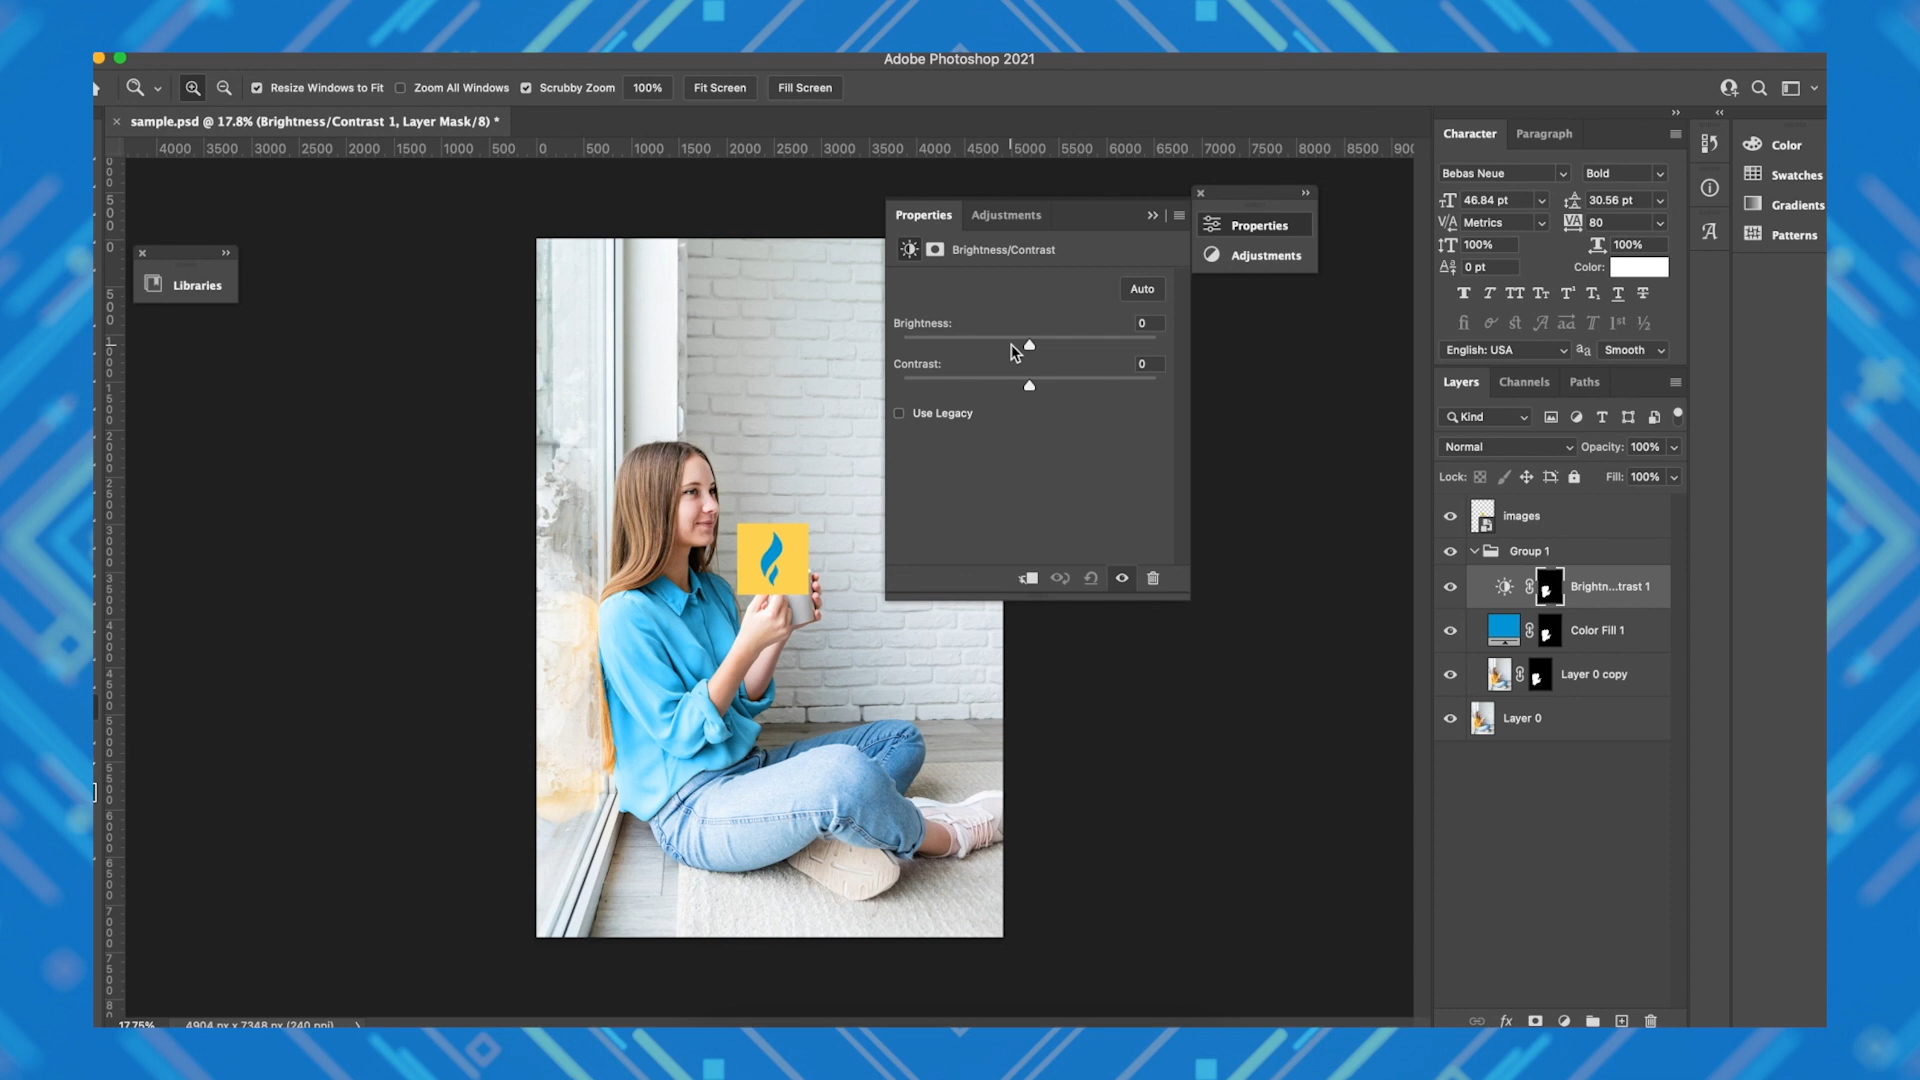 Adobe Photoshop 2021
Resize Windows to Fit Zoom All Windows Scrubby Zoom 100% Fit Screen Fill Screen
sample.psd @ 17.8% (Brightness/Contrast 1, Layer Mask/8) *
4000 3500 3000 2500 2000 1500 1000 500 0 500 1000 1500 2000 2500 3000 3500 4000 4500 5000 5500 6000 6500 7000 7500 8000 8500
Libraries
Properties Adjustments
Brightness/Contrast
Auto
Brightness: 0
Contrast: 0
Use Legacy
Properties
Adjustments
Character Paragraph
Bebas Neue Bold
46.84 pt 30.56 pt
Metrics 80
100% 100%
0 pt Color:
English: USA Smooth
Layers Channels Paths
Kind
Normal Opacity: 100%
Lock: Fill: 100%
images
Group 1
Brightn...trast 1
Color Fill 1
Layer 0 copy
Layer 0
fx
Color
Swatches
Gradients
Patterns
17.75% 4904 px x 7348 px (240 ppi)